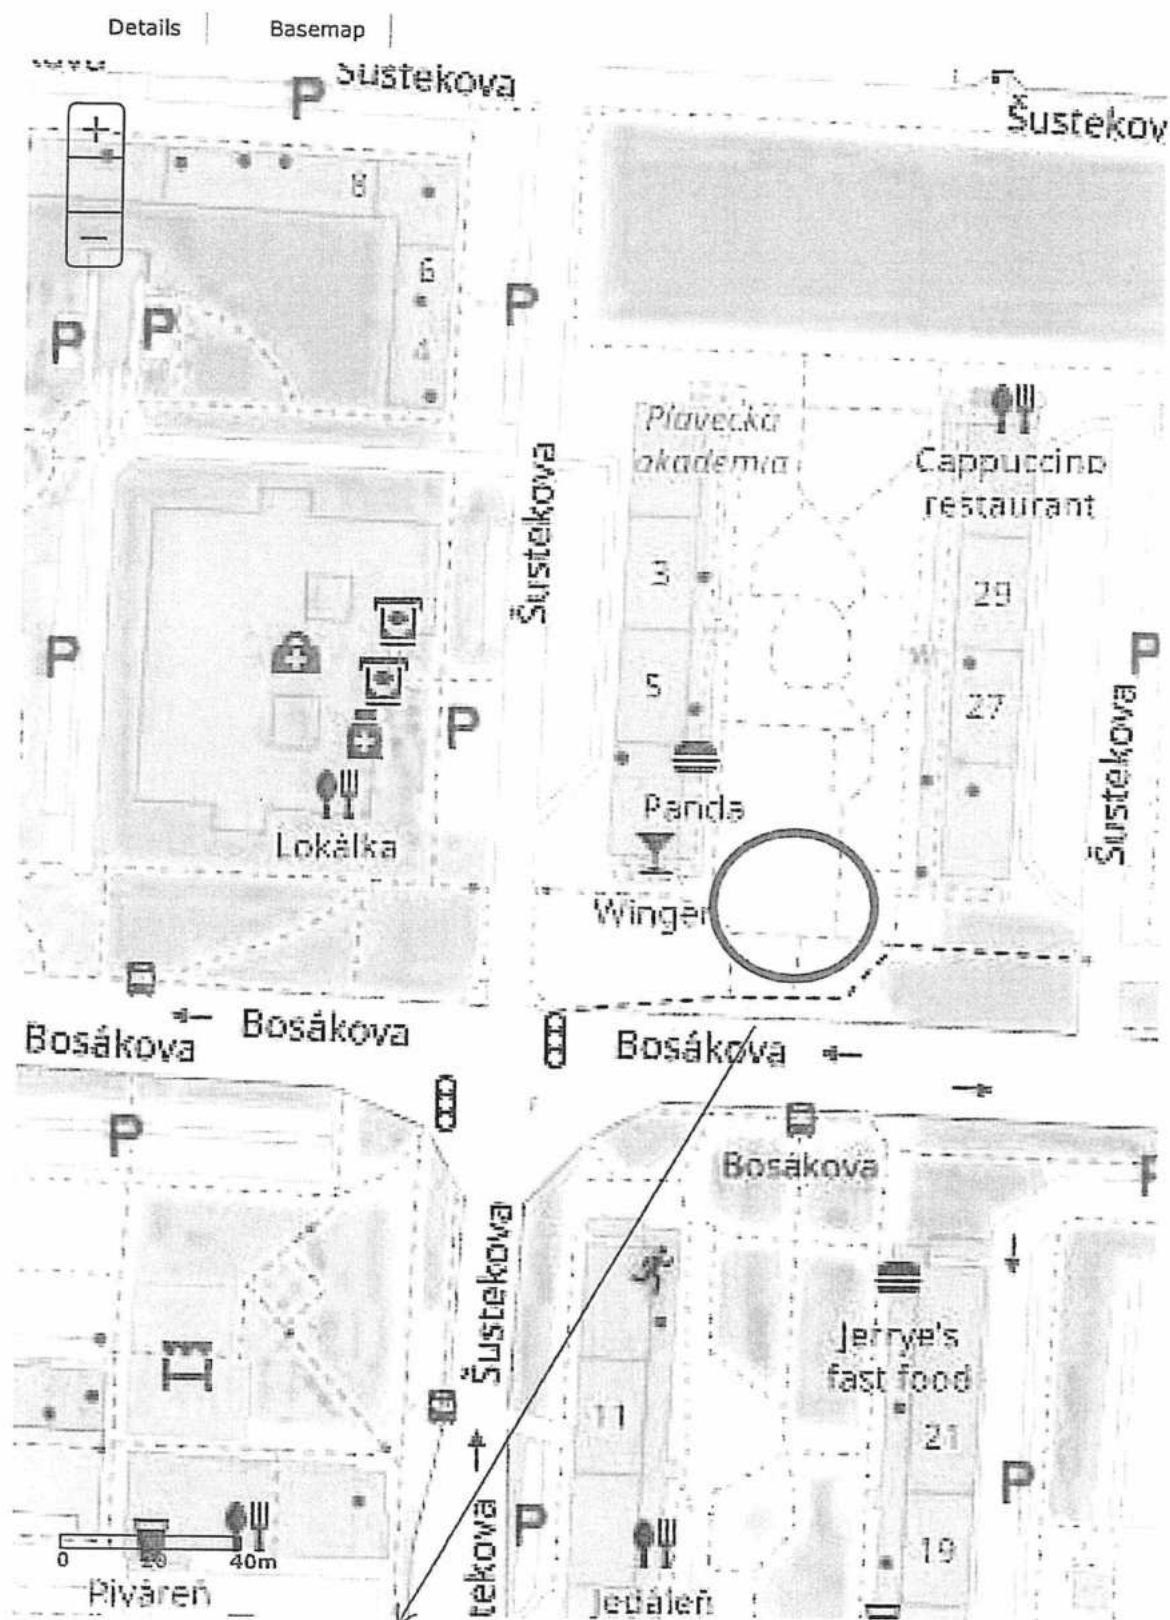 Details
Basemap
P
Šustekova
Šustekov
+
8
−
6
4
P
P
P
Plavecká
akadémia
Cappuccino
restaurant
Šustekova
3
29
P
P
5
27
P
Šustekova
Panda
Lokálka
Winger
Bosákova
Bosákova
Bosákova
P
Bosákova
Šustekova
Jerrye's
fast food
11
21
P
P
19
0
20
40m
tekova
Piváreň
Jedáleň